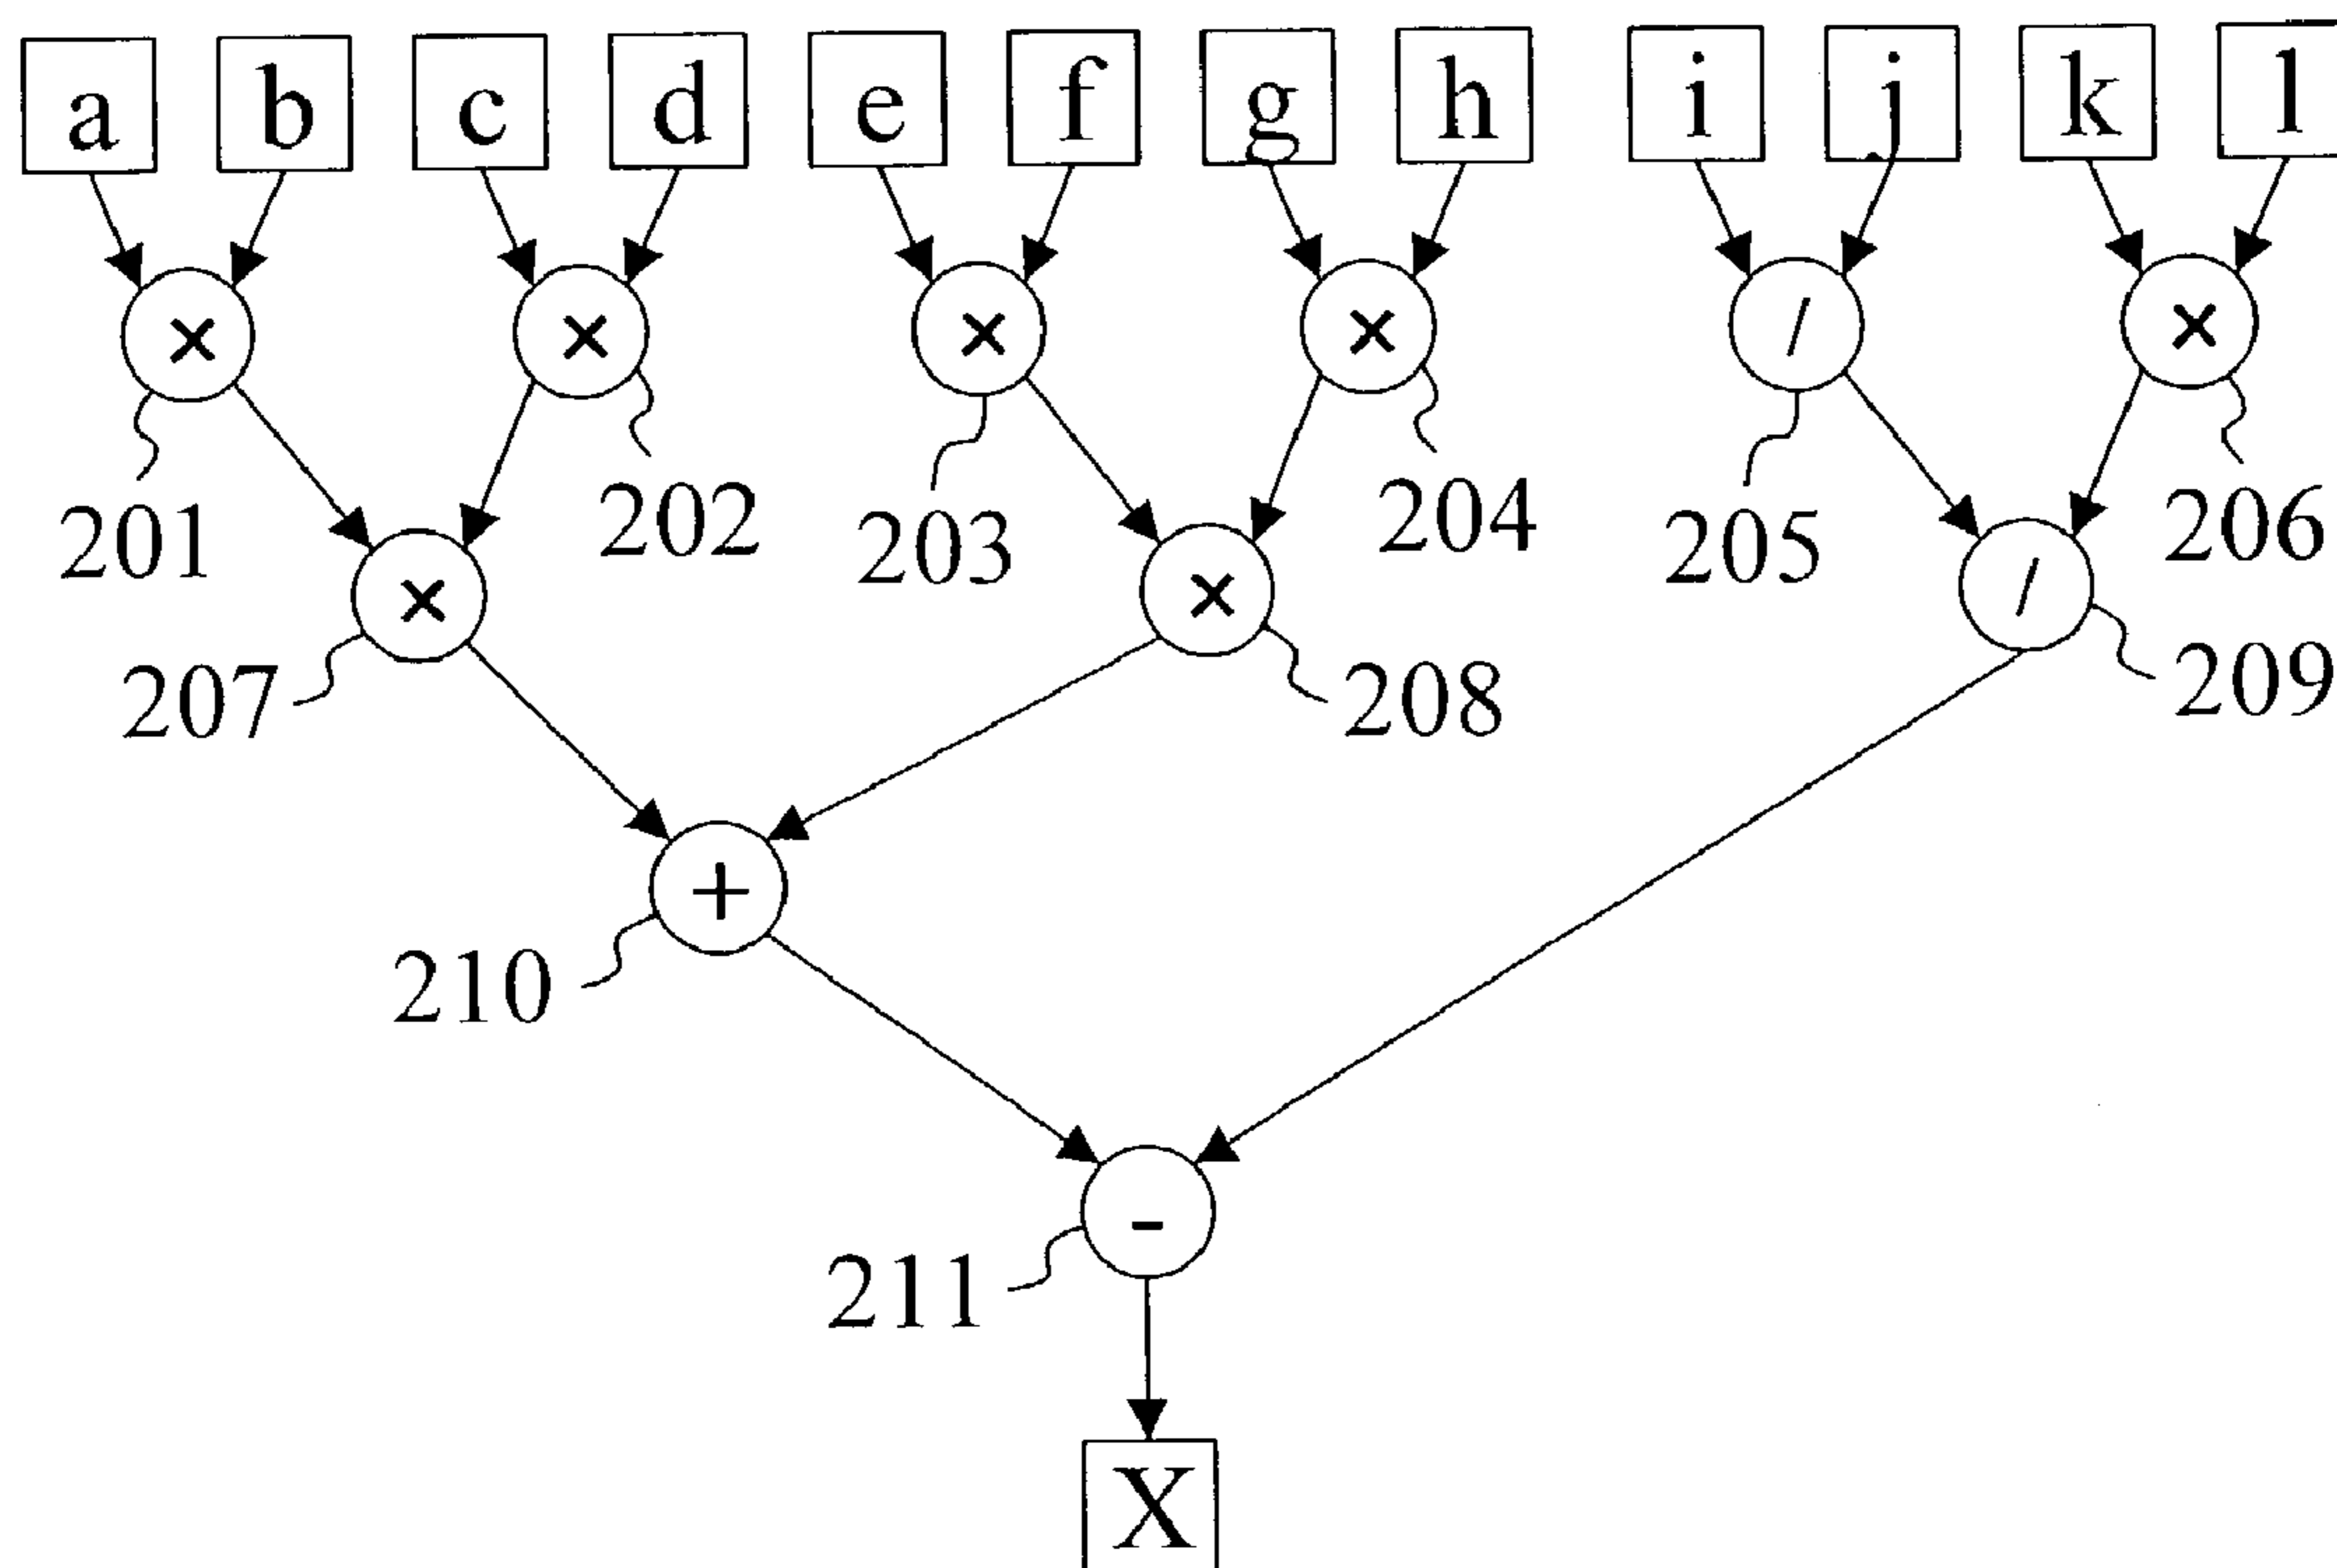 a b c d e f g h i j k l
× × × × / ×
201 202 203 204 205 206
× × /
207 208 209
+
210
-
211
X